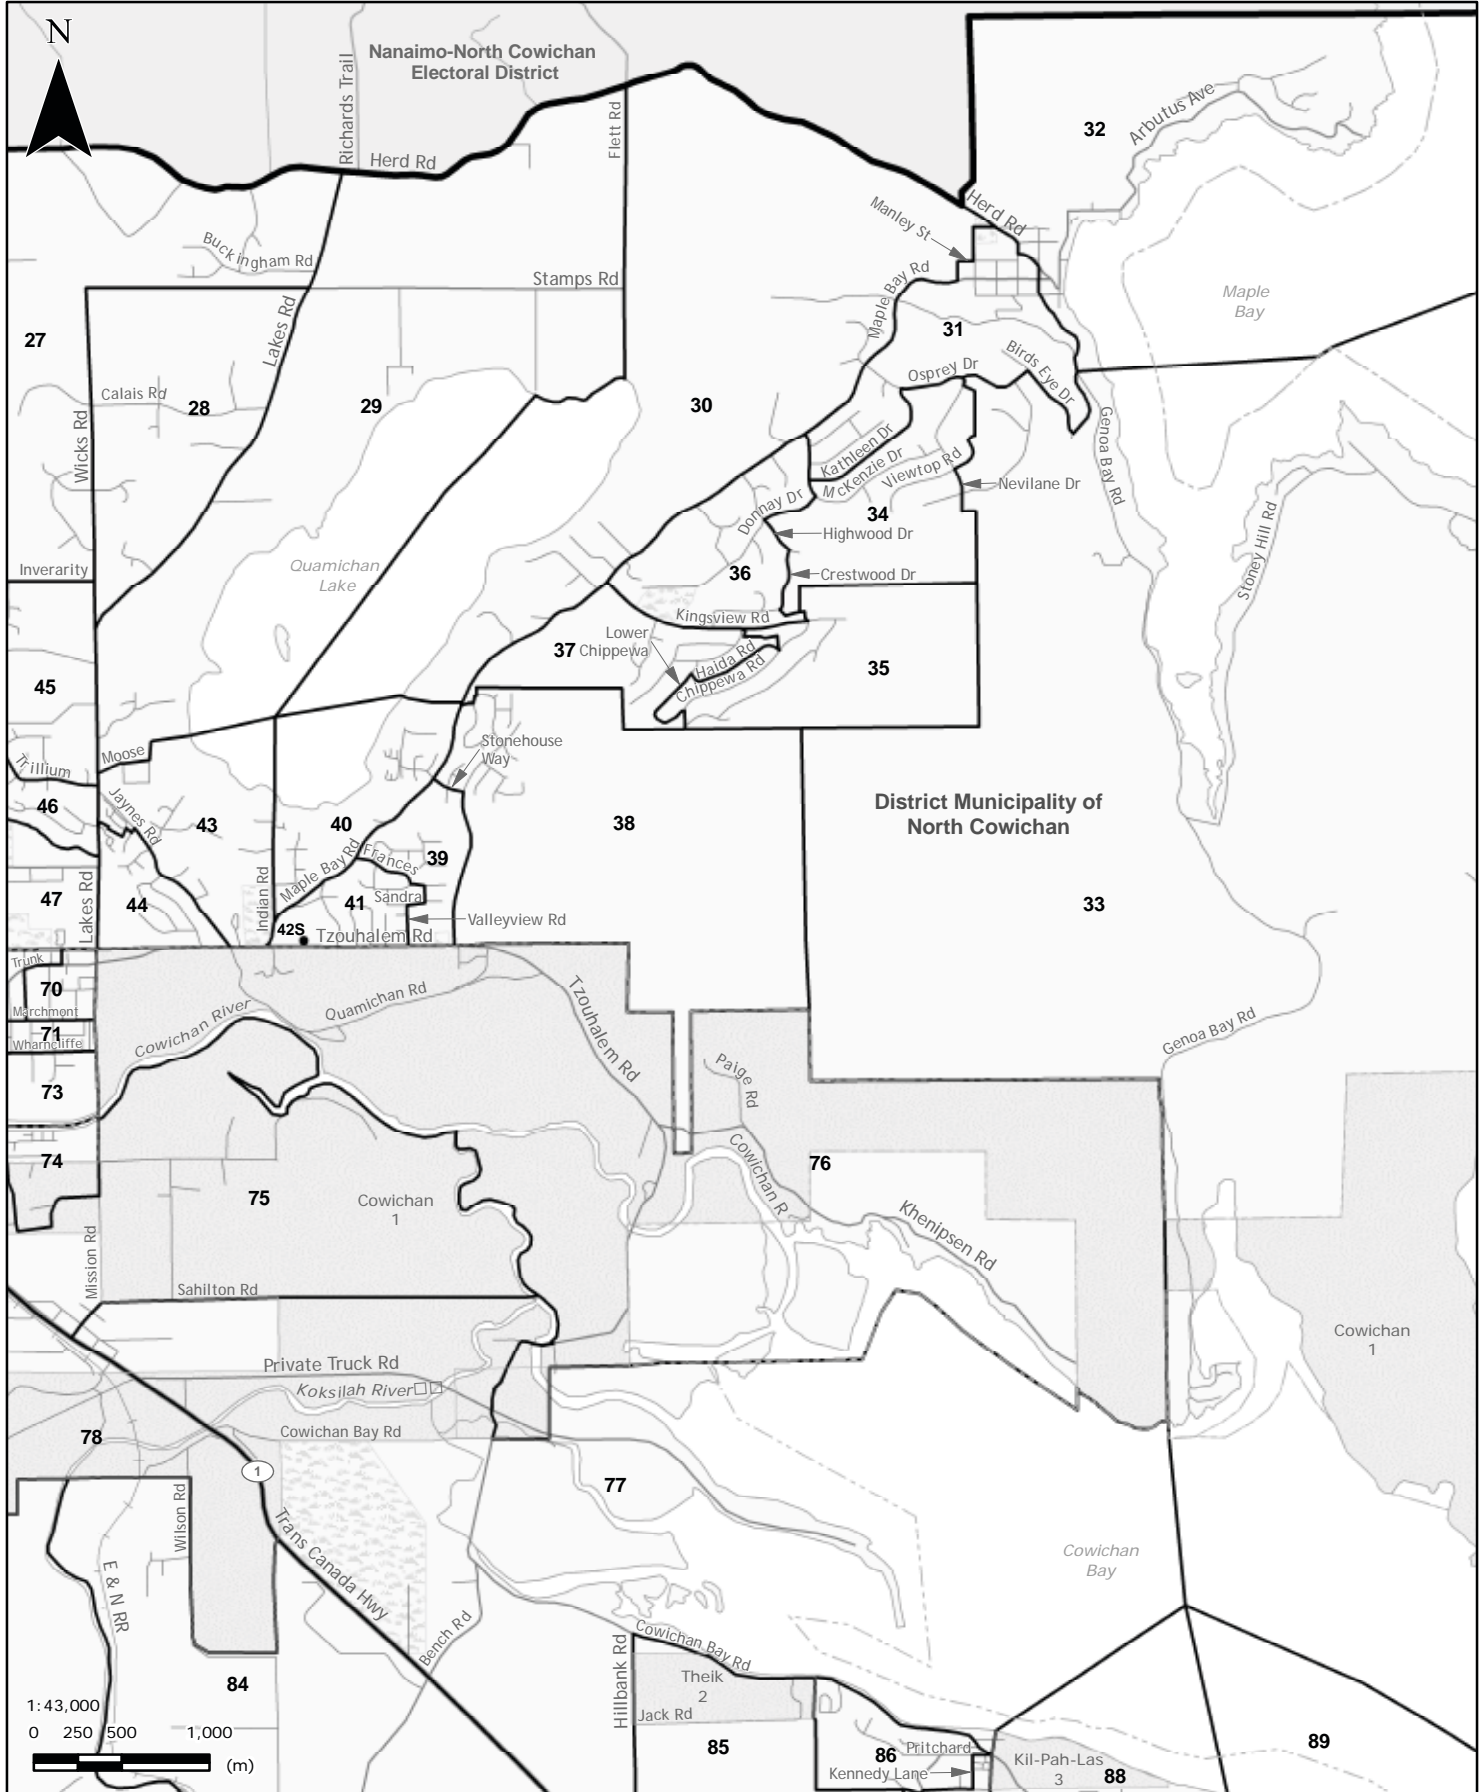 N
Nanaimo-North Cowichan
Electoral District
Richards Trail
Herd Rd
Flett Rd
32
Arbutus Ave
Herd Rd
Manley St
Buckingham Rd
Stamps Rd
Maple Bay Rd
Maple
Bay
27
Lakes Rd
31
Birds Eye Dr
Osprey Dr
Calais Rd
28
29
30
Wicks Rd
Genoa Bay Rd
Kathleen Dr
McKenzie Dr
Viewtop Rd
Nevilane Dr
Donnay Dr
34
Highwood Dr
Stoney Hill Rd
Inverarity
Quamichan
Lake
36
Crestwood Dr
Kingsview Rd
Lower
Chippewa
37
Haida Rd
Chippewa Rd
35
45
Moose
Stonehouse
Way
Trillium
Jaynes Rd
46
43
40
38
District Municipality of
North Cowichan
Maple Bay Rd
Frances
39
47
Lakes Rd
44
Indian Rd
41
Sandra
33
Valleyview Rd
42S
Tzouhalem Rd
Trunk
70
Quamichan Rd
Tzouhalem Rd
Marchmont
71
Wharncliffe
Cowichan River
Genoa Bay Rd
73
Paige Rd
74
Cowichan R
76
75
Cowichan
1
Khenipsen Rd
Mission Rd
Sahilton Rd
Cowichan
1
Private Truck Rd
Koksilah River
Cowichan Bay Rd
78
1
77
Wilson Rd
Trans Canada Hwy
E & N RR
Cowichan
Bay
Bench Rd
Hillbank Rd
Cowichan Bay Rd
Theik
2
84
1:43,000
0 250 500 1,000
(m)
Jack Rd
85
86
Pritchard
Kennedy Lane
Kil-Pah-Las
3
88
89